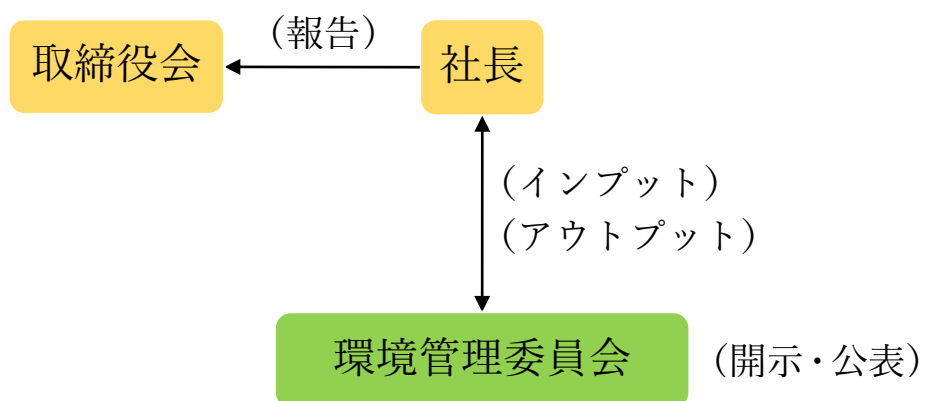 (報告)
取締役会
社長
(インプット)
(アウトプット)
環境管理委員会
(開示・公表)